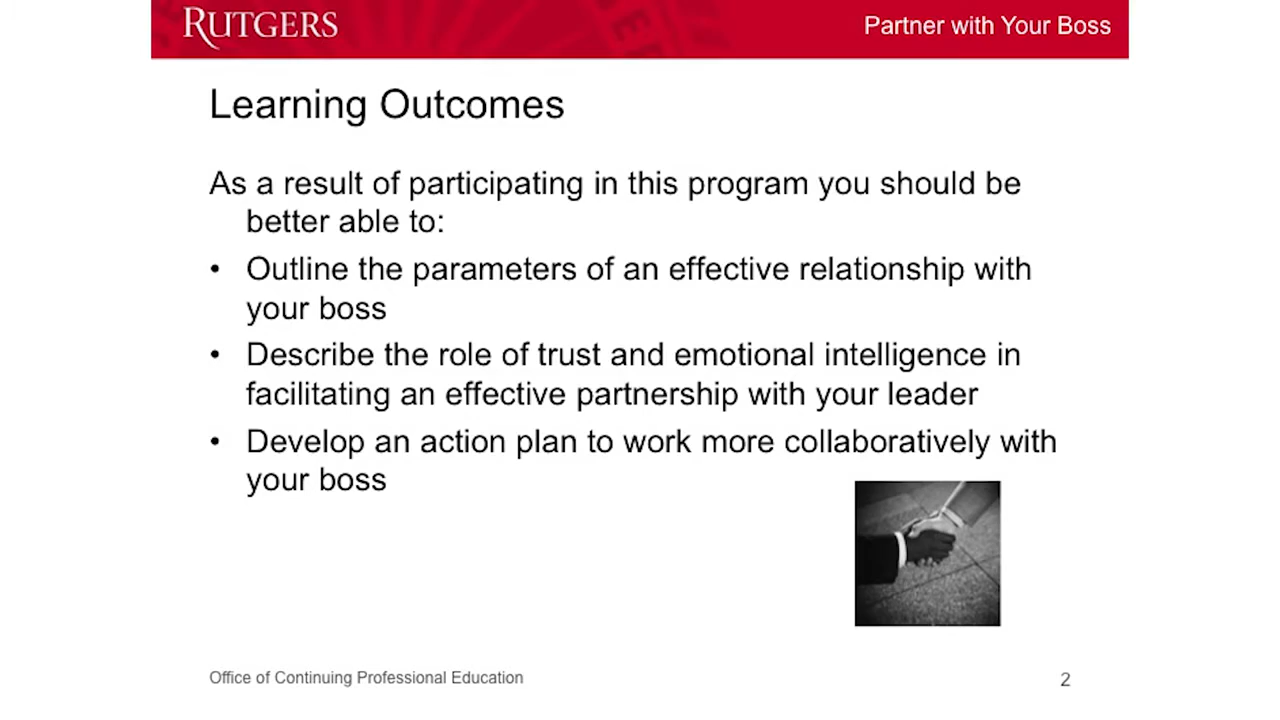 RUTGERS
Partner with Your Boss
Learning Outcomes
As a result of participating in this program you should be
better able to:
• Outline the parameters of an effective relationship with
your boss
• Describe the role of trust and emotional intelligence in
facilitating an effective partnership with your leader
• Develop an action plan to work more collaboratively with
your boss
Office of Continuing Professional Education
2